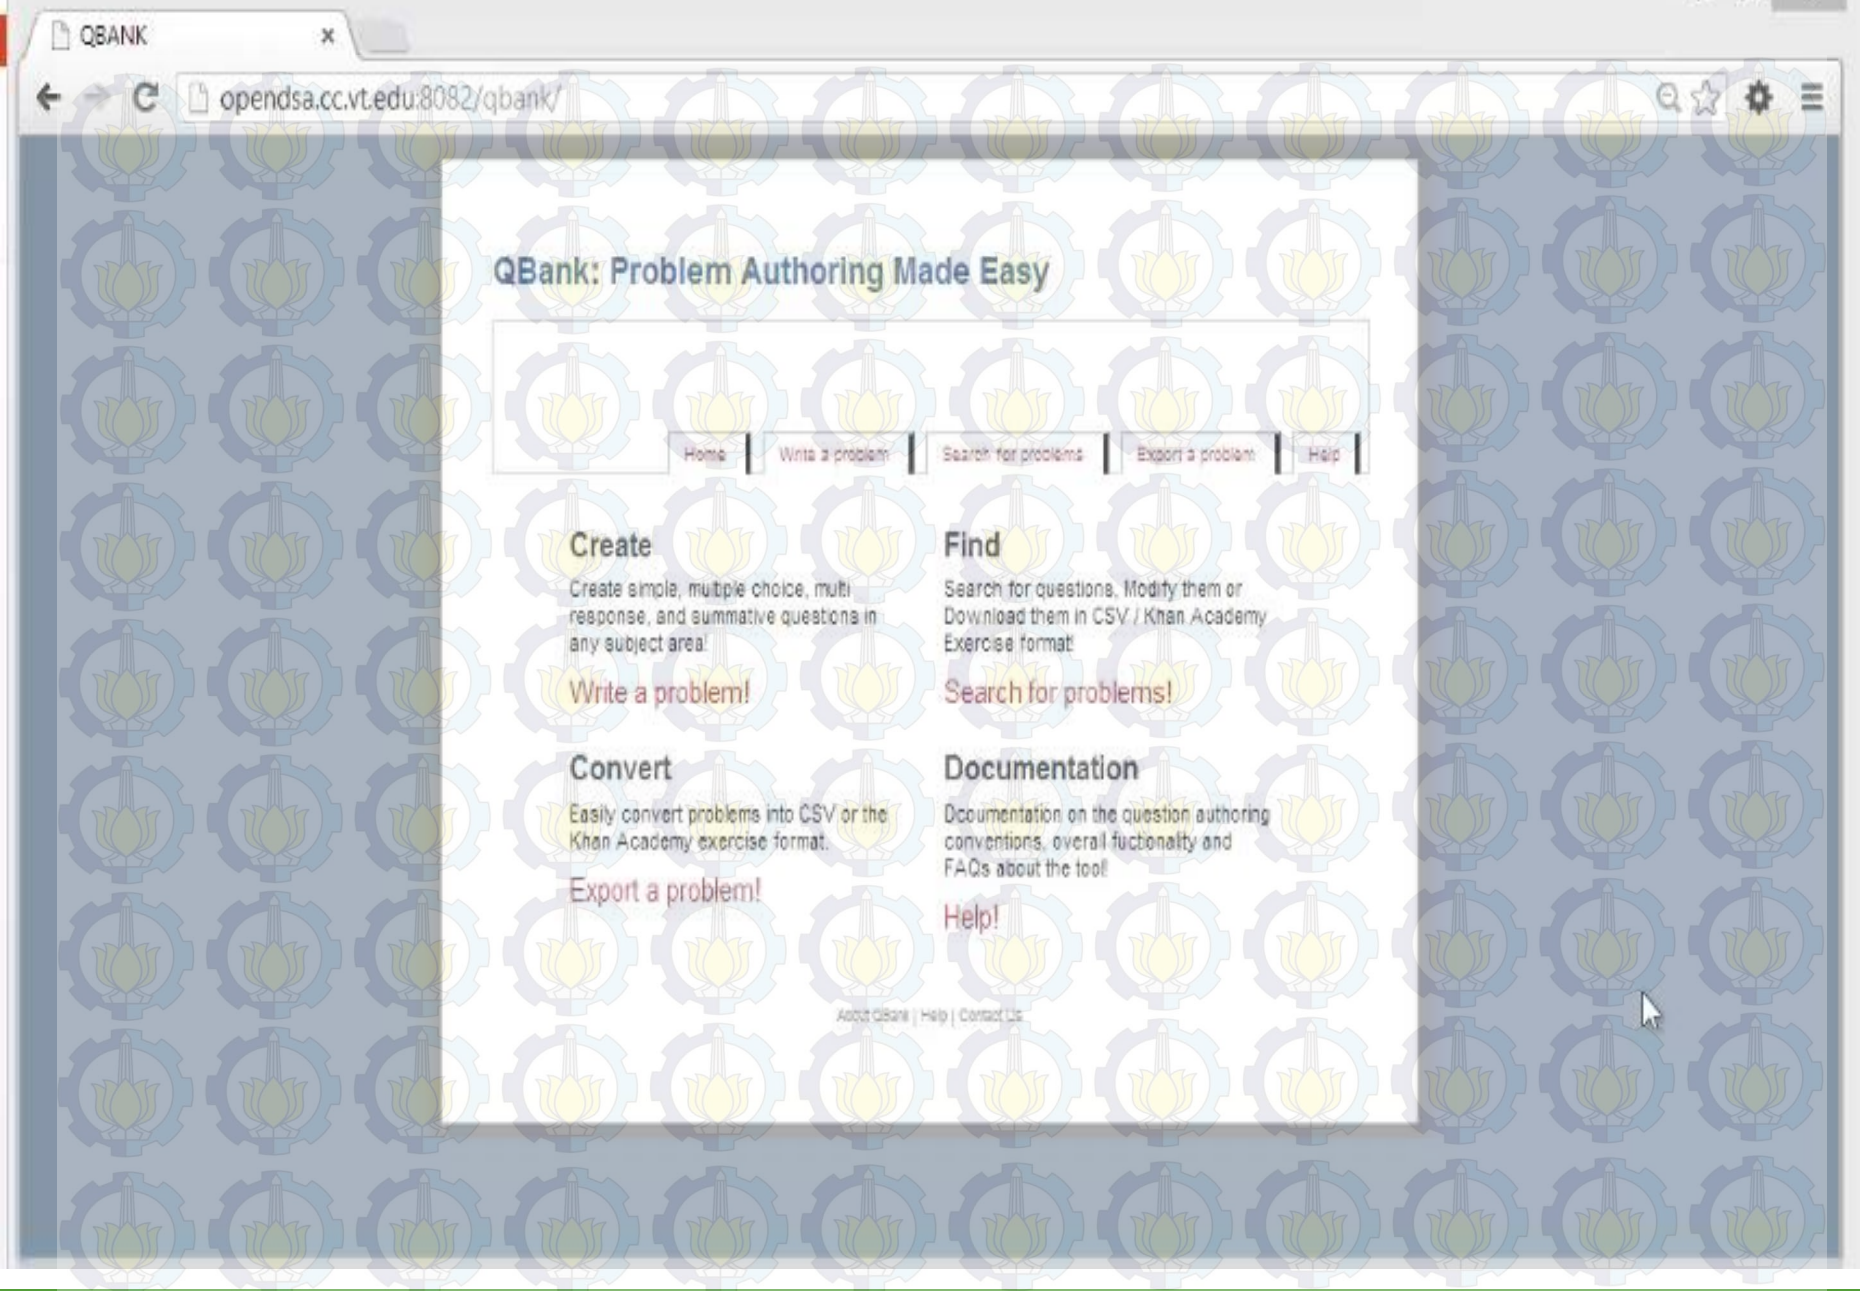 QBANK
opendsa.cc.vt.edu:8082/qbank/
QBank: Problem Authoring Made Easy
Home
Write a problem
Search for problems
Export a problem
Help
Create
Create simple, multiple choice, multi
response, and summative questions in
any subject area!
Write a problem!
Find
Search for questions. Modify them or
Download them in CSV / Khan Academy
Exercise format!
Search for problems!
Convert
Easily convert problems into CSV or the
Khan Academy exercise format.
Export a problem!
Documentation
Documentation on the question authoring
conventions, overall fuctionality and
FAQs about the tool!
Help!
About QBank | Help | Contact Us